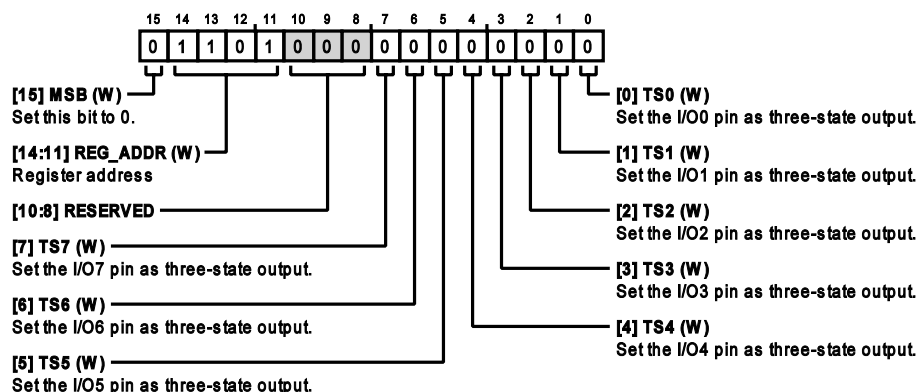 15 14 13 12 11 10 9 8 7 6 5 4 3 2 1 0
0 1 1 0 1 0 0 0 0 0 0 0 0 0 0 0
[15] MSB (W)
Set this bit to 0.
[14:11] REG_ADDR (W)
Register address
[10:8] RESERVED
[7] TS7 (W)
Set the I/O7 pin as three-state output.
[6] TS6 (W)
Set the I/O6 pin as three-state output.
[5] TS5 (W)
Set the I/O5 pin as three-state output.
[0] TS0 (W)
Set the I/O0 pin as three-state output.
[1] TS1 (W)
Set the I/O1 pin as three-state output.
[2] TS2 (W)
Set the I/O2 pin as three-state output.
[3] TS3 (W)
Set the I/O3 pin as three-state output.
[4] TS4 (W)
Set the I/O4 pin as three-state output.